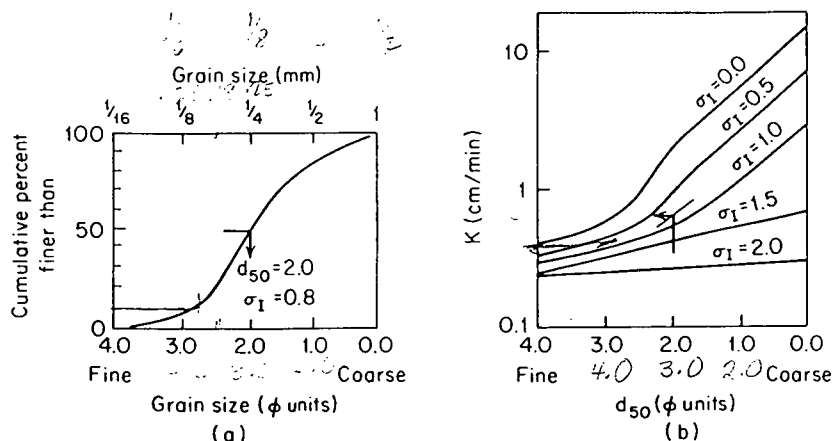 Grain size (mm)
1/16 1/8 1/4 1/2 1
Cumulative percent
finer than
100
50
0
d50=2.0
σI=0.8
4.0 3.0 2.0 1.0 0.0
Fine Coarse
Grain size (ϕ units)
(a)
K (cm/min)
10
1
0.1
σI=0.0
σI=0.5
σI=1.0
σI=1.5
σI=2.0
4.0 3.0 2.0 1.0 0.0
Fine 4.0 3.0 2.0 Coarse
d50 (ϕ units)
(b)